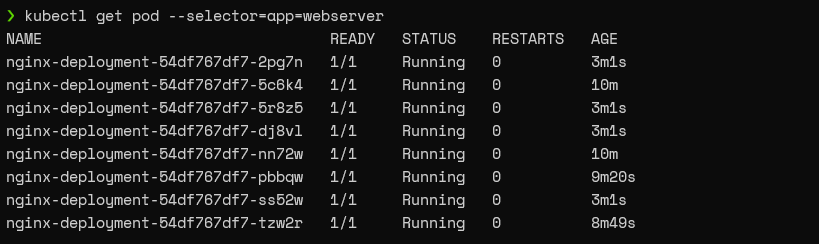 ❯ kubectl get pod --selector=app=webserver
NAME                                READY   STATUS    RESTARTS   AGE
nginx-deployment-54df767df7-2pg7n   1/1     Running   0          3m1s
nginx-deployment-54df767df7-5c6k4   1/1     Running   0          10m
nginx-deployment-54df767df7-5r8z5   1/1     Running   0          3m1s
nginx-deployment-54df767df7-dj8vl   1/1     Running   0          3m1s
nginx-deployment-54df767df7-nn72w   1/1     Running   0          10m
nginx-deployment-54df767df7-pbbqw   1/1     Running   0          9m20s
nginx-deployment-54df767df7-ss52w   1/1     Running   0          3m1s
nginx-deployment-54df767df7-tzw2r   1/1     Running   0          8m49s